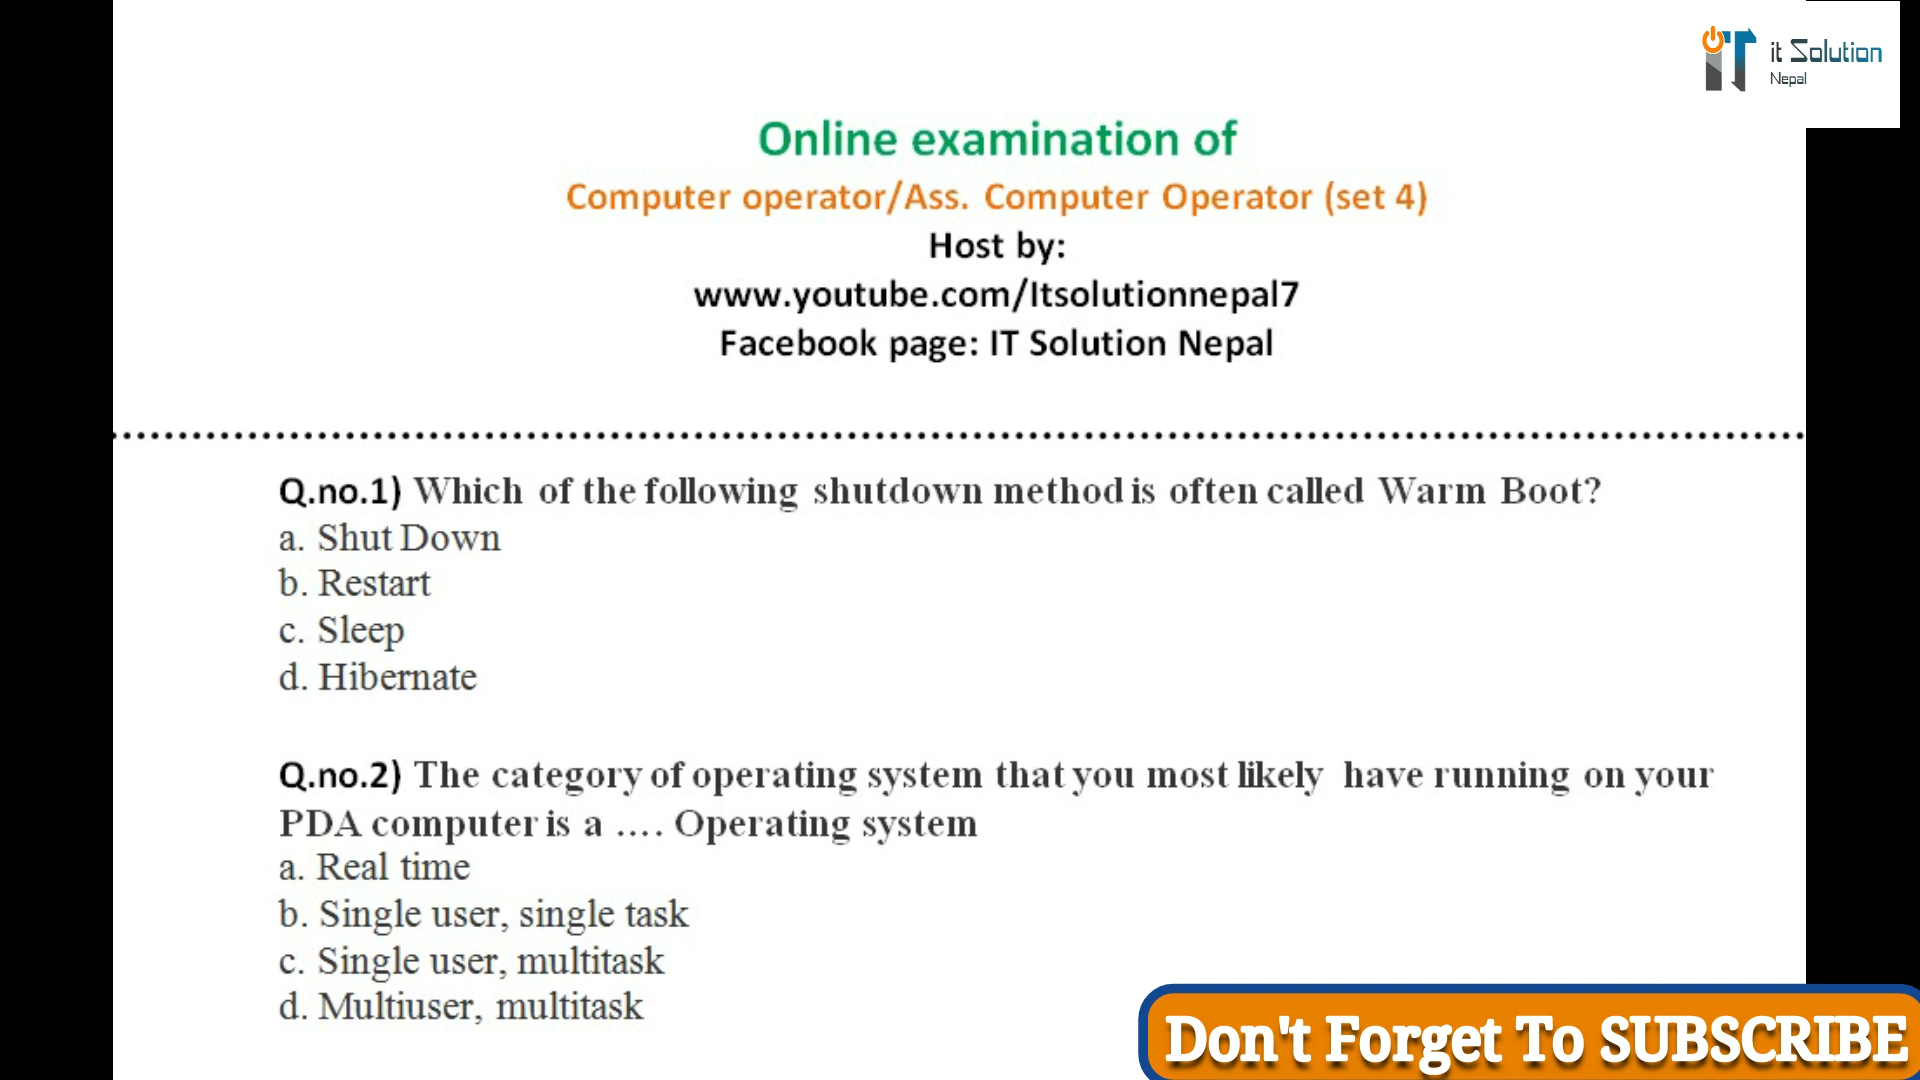 it Solution
Nepal
Online examination of
Computer operator/Ass. Computer Operator (set 4)
Host by:
www.youtube.com/Itsolutionnepal7
Facebook page: IT Solution Nepal
Q.no.1) Which of the following shutdown method is often called Warm Boot?
a. Shut Down
b. Restart
c. Sleep
d. Hibernate
Q.no.2) The category of operating system that you most likely have running on your
PDA computer is a .... Operating system
a. Real time
b. Single user, single task
c. Single user, multitask
d. Multiuser, multitask
Don't Forget To SUBSCRIBE